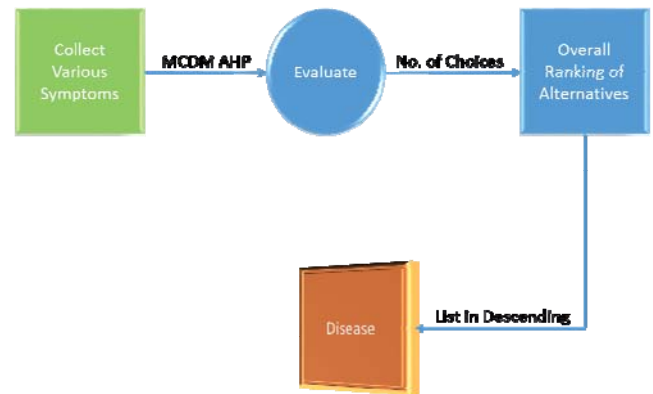 Collect
Various
Symptoms
MCDM AHP
Evaluate
No. of Choices
Overall
Ranking of
Alternatives
List in Descending
Disease